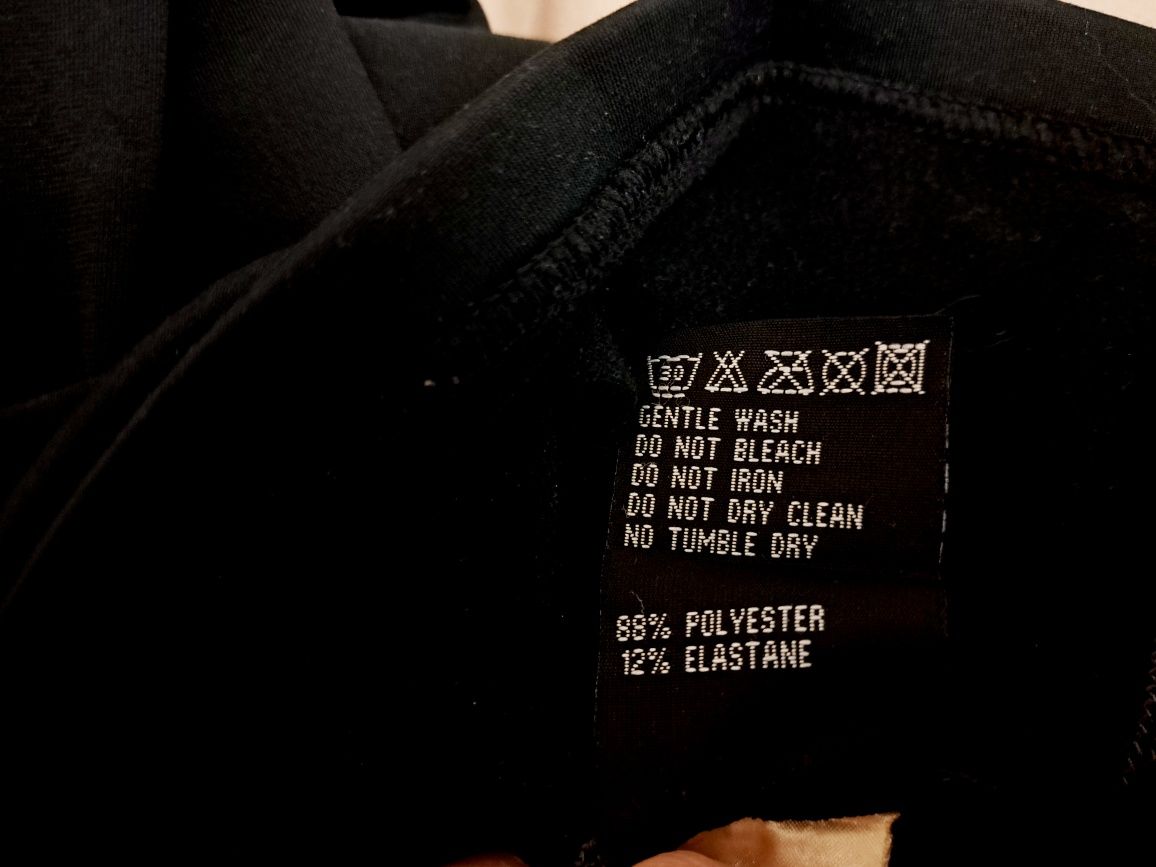 30
GENTLE WASH
DO NOT BLEACH
DO NOT IRON
DO NOT DRY CLEAN
NO TUMBLE DRY
88% POLYESTER
12% ELASTANE